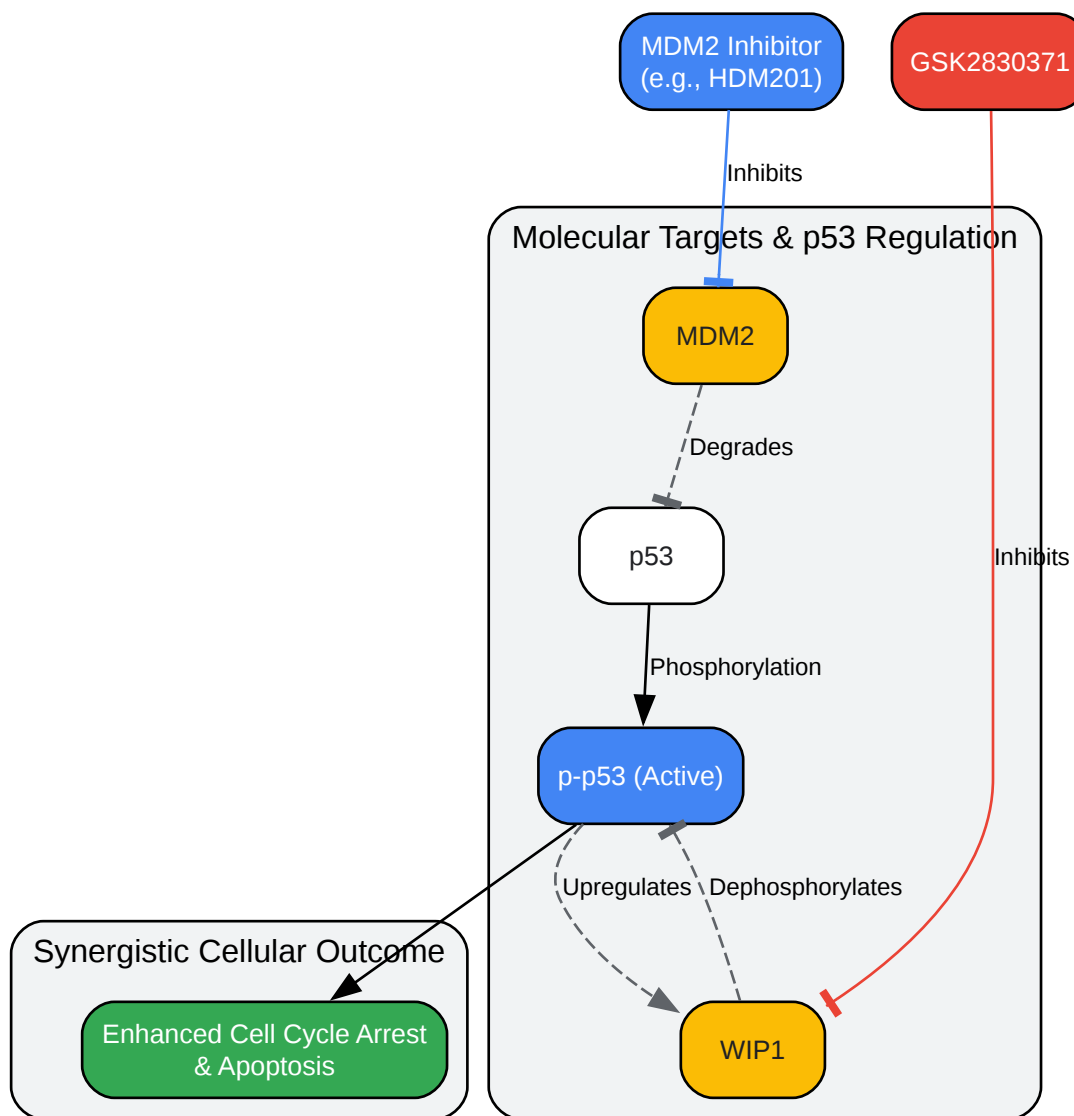 MDM2 Inhibitor
(e.g., HDM201)
GSK2830371
Inhibits
Molecular Targets & p53 Regulation
MDM2
Degrades
p53
Inhibits
Phosphorylation
p-p53 (Active)
Upregulates
Dephosphorylates
Synergistic Cellular Outcome
Enhanced Cell Cycle Arrest
& Apoptosis
WIP1